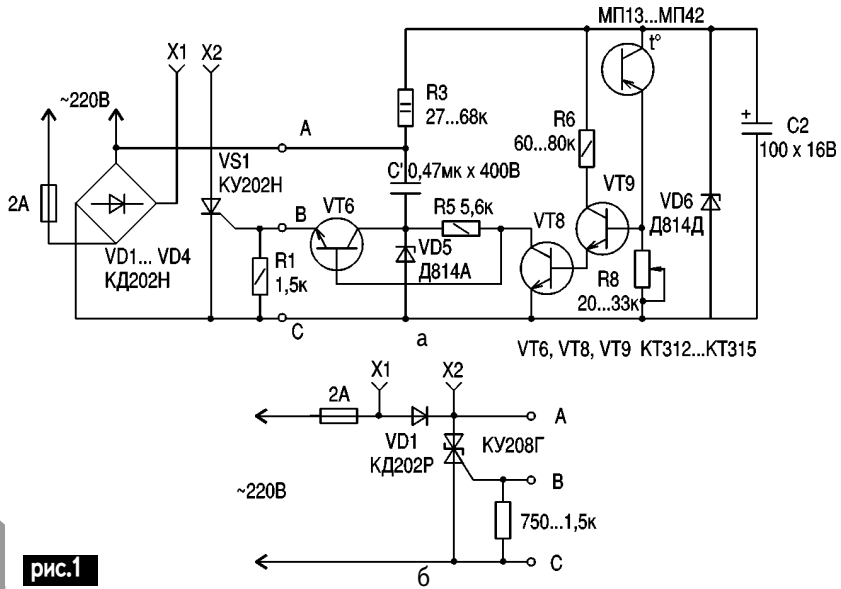 МП13...МП42
X1 X2
t°
~220В
R3
27...68к
A
R6
60...80к
+
C2
100 x 16В
VS1
КУ202Н
C' 0,47мк x 400В
VT9
2А
B
VT6
R5 5,6к
VT8
VD6
Д814Д
VD1... VD4
КД202Н
R1
1,5к
VD5
Д814А
R8
20...33к
C
а
VT6, VT8, VT9 КТ312...КТ315
X1 X2
2А
A
VD1
КД202Р
КУ208Г
B
~220В
750...1,5к
C
рис.1
б